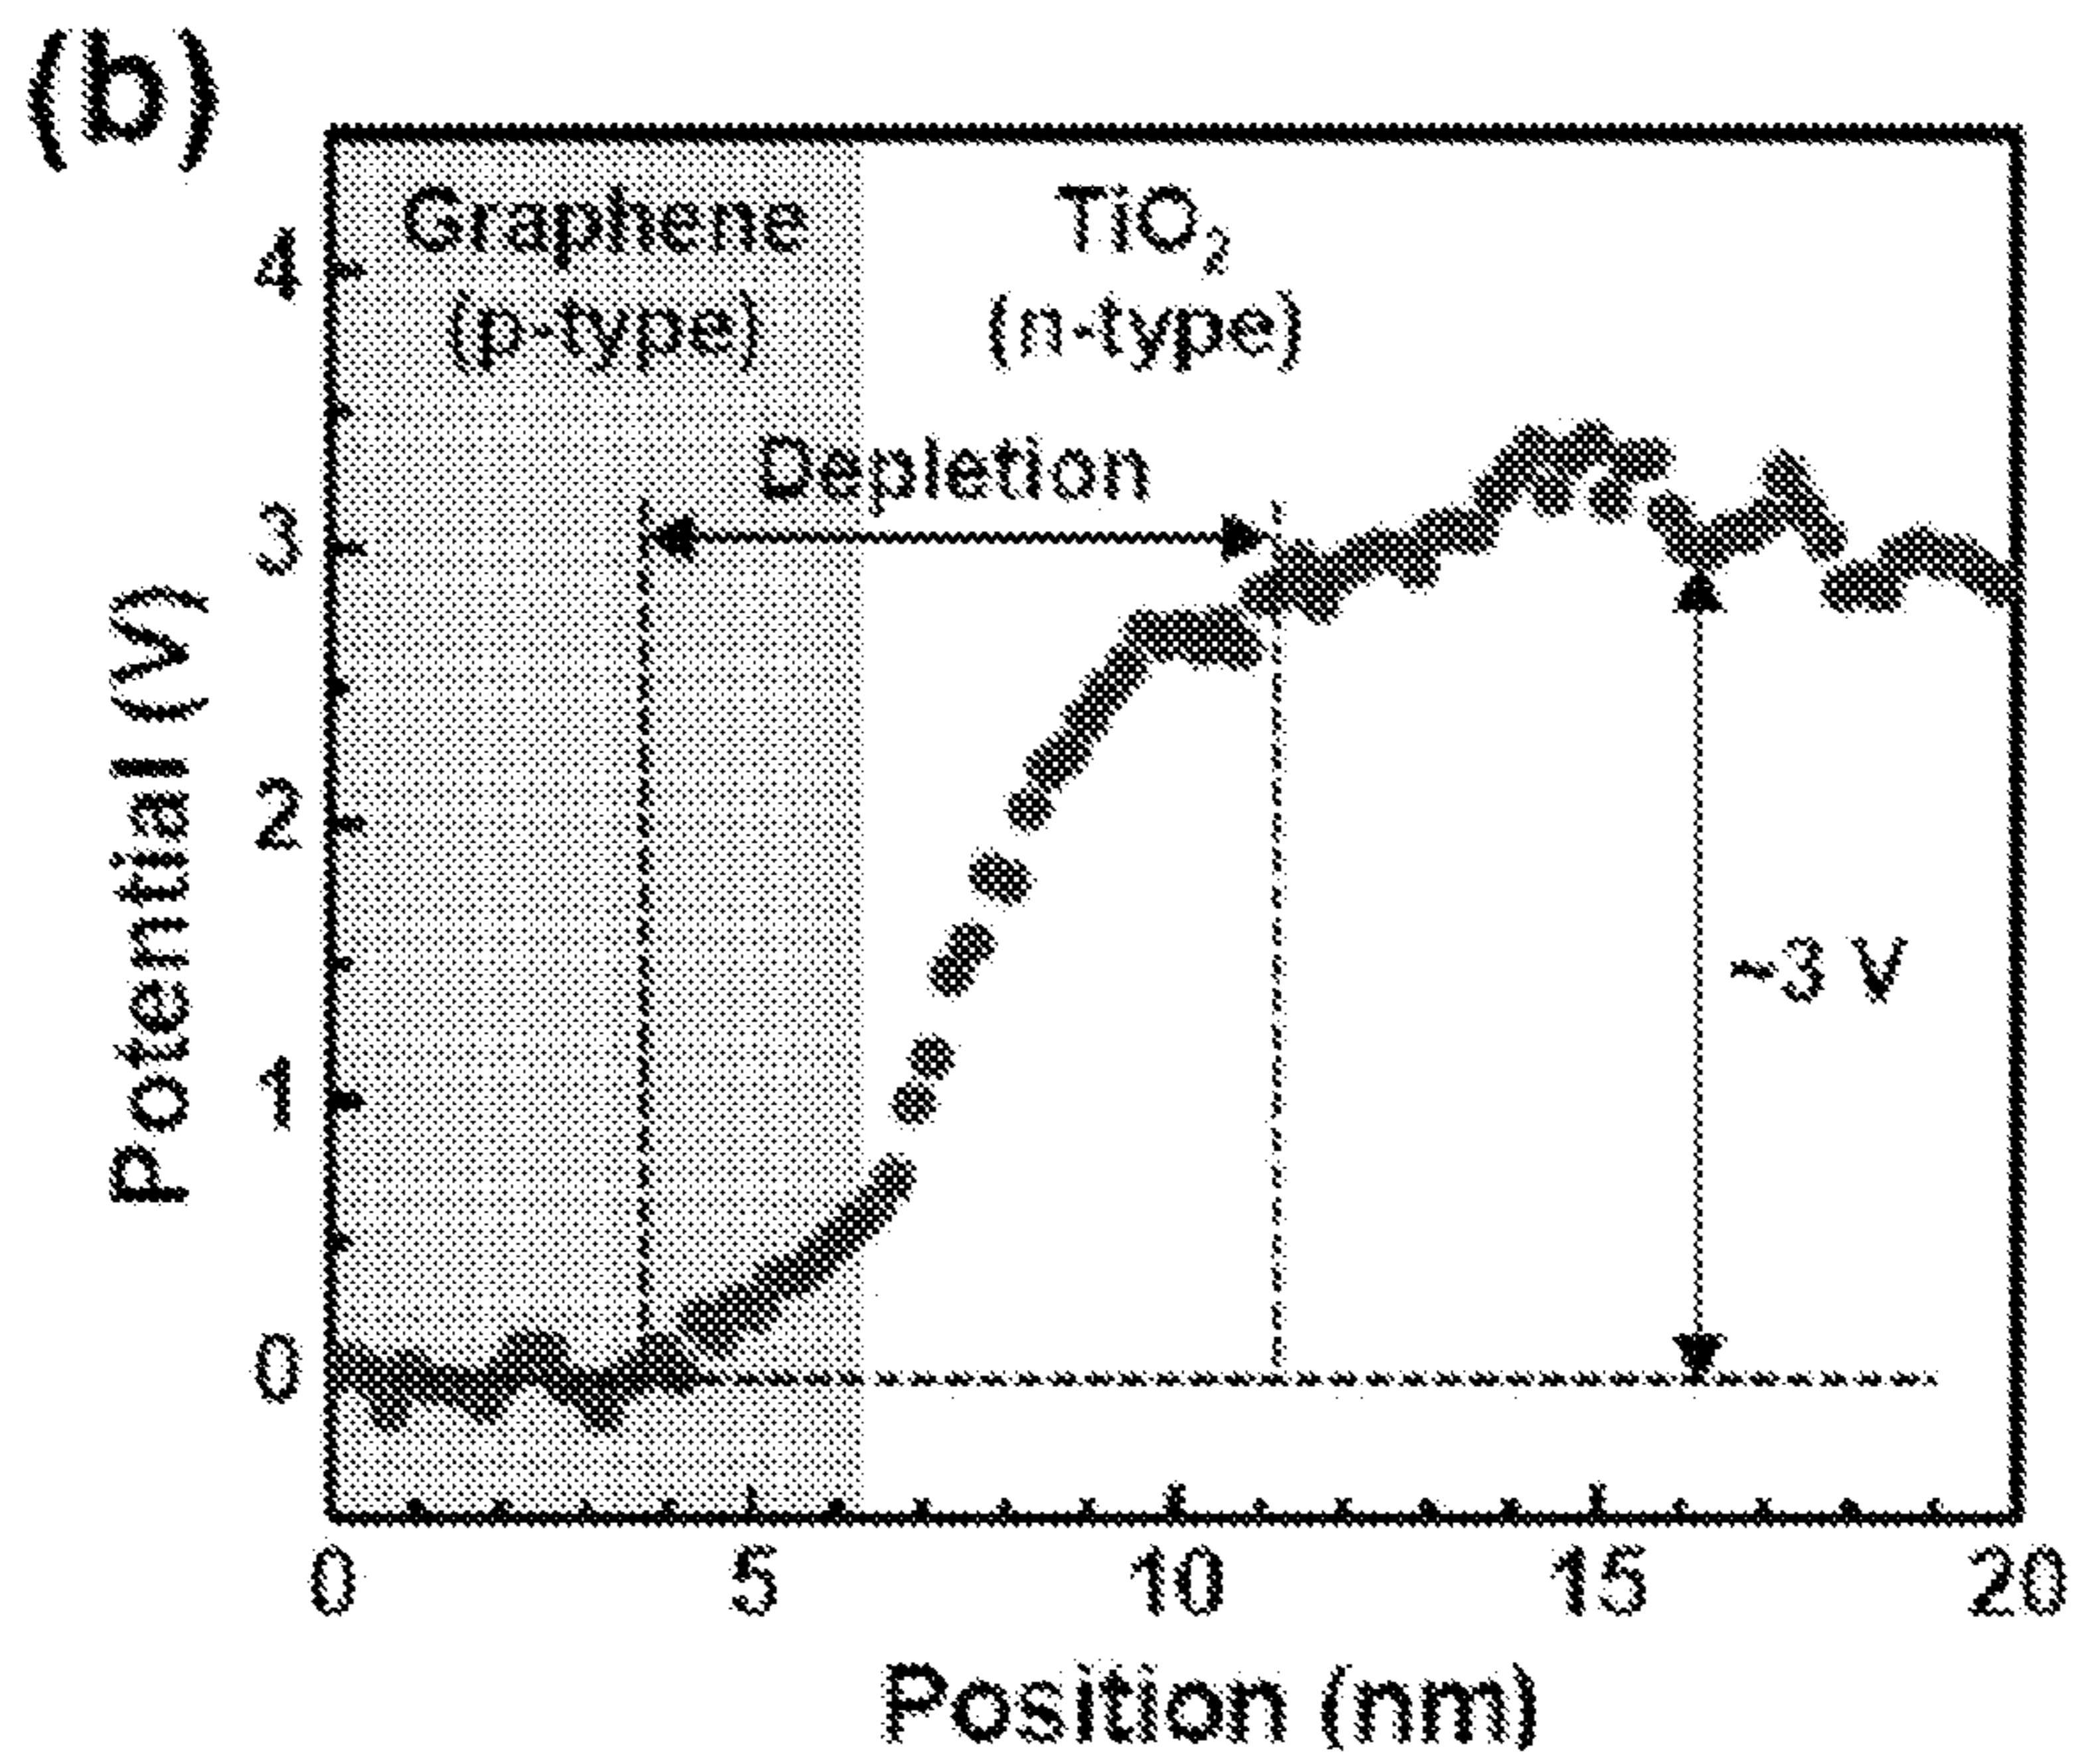 (b)
Graphene
(p-type)
TiO₂
(n-type)
Depletion
~3 V
4
3
2
1
0
Potential (V)
0 5 10 15 20
Position (nm)